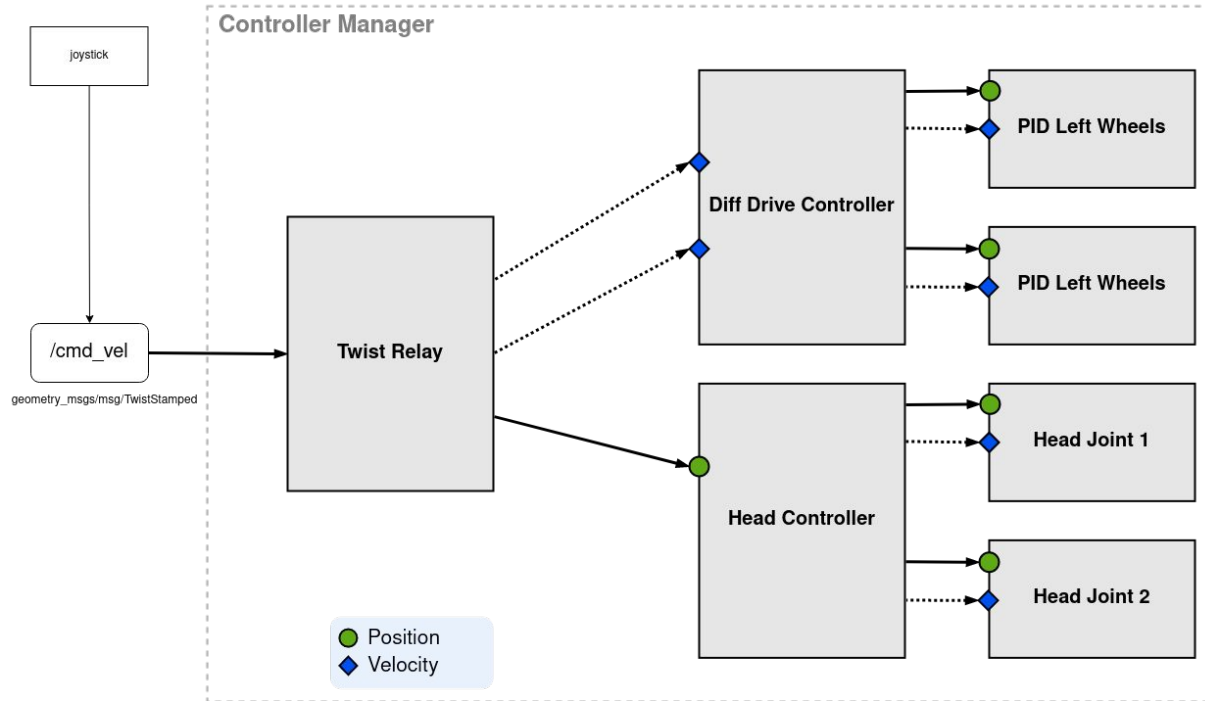 Controller Manager
joystick
/cmd_vel
geometry_msgs/msg/TwistStamped
Twist Relay
Diff Drive Controller
PID Left Wheels
PID Left Wheels
Head Controller
Head Joint 1
Head Joint 2
Position
Velocity